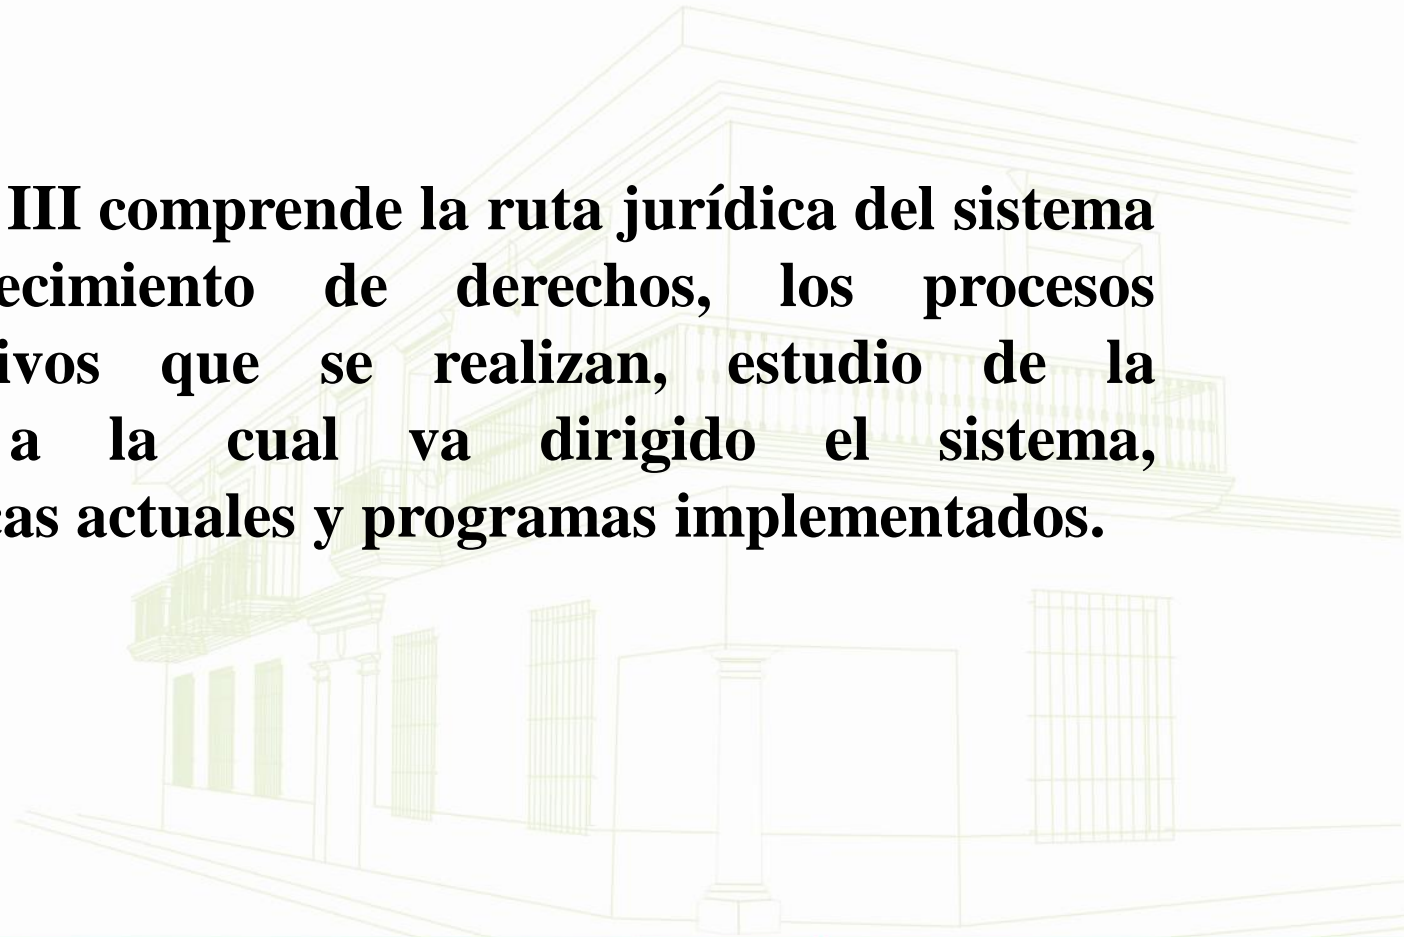 III comprende la ruta jurídica del sistema
ecimiento de derechos, los procesos
ivos que se realizan, estudio de la
a la cual va dirigido el sistema,
cas actuales y programas implementados.